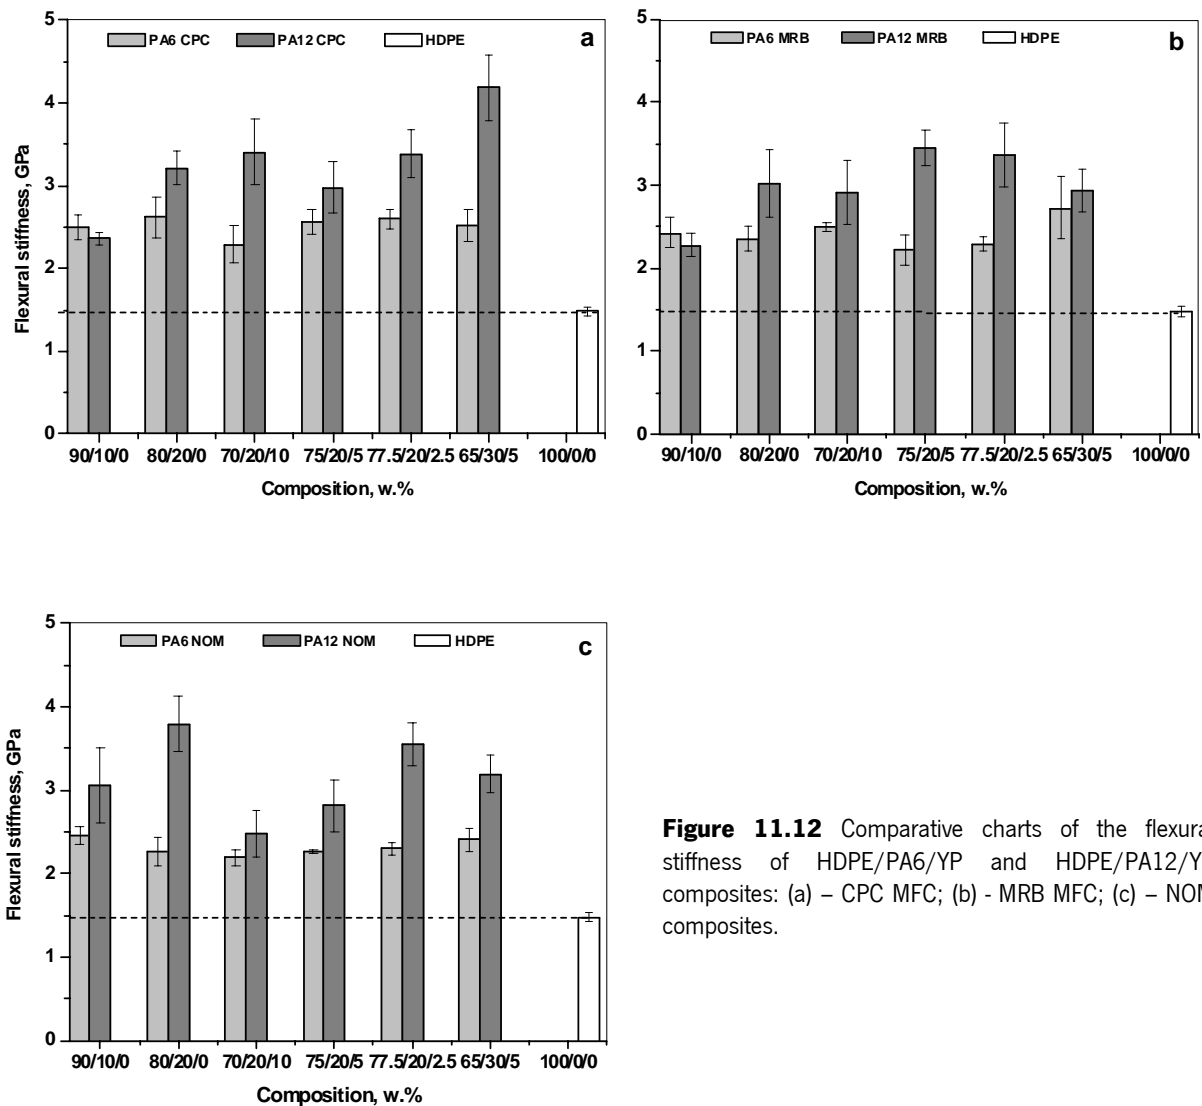 PA6 CPC PA12 CPC HDPE a
5
4
3
2
1
0
Flexural stiffness, GPa
90/10/0 80/20/0 70/20/10 75/20/5 77.5/20/2.5 65/30/5 100/0/0
Composition, w.%
PA6 MRB PA12 MRB HDPE b
5
4
3
2
1
0
90/10/0 80/20/0 70/20/10 75/20/5 77.5/20/2.5 65/30/5 100/0/0
Composition, w.%
PA6 NOM PA12 NOM HDPE c
5
4
3
2
1
0
Flexural stiffness, GPa
90/10/0 80/20/0 70/20/10 75/20/5 77.5/20/2.5 65/30/5 100/0/0
Composition, w.%
Figure 11.12 Comparative charts of the flexura
stiffness of HDPE/PA6/YP and HDPE/PA12/Y
composites: (a) – CPC MFC; (b) - MRB MFC; (c) – NOM
composites.